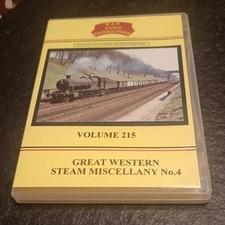 B & R
VOLUME 215
GREAT WESTERN
STEAM MISCELLANY No.4